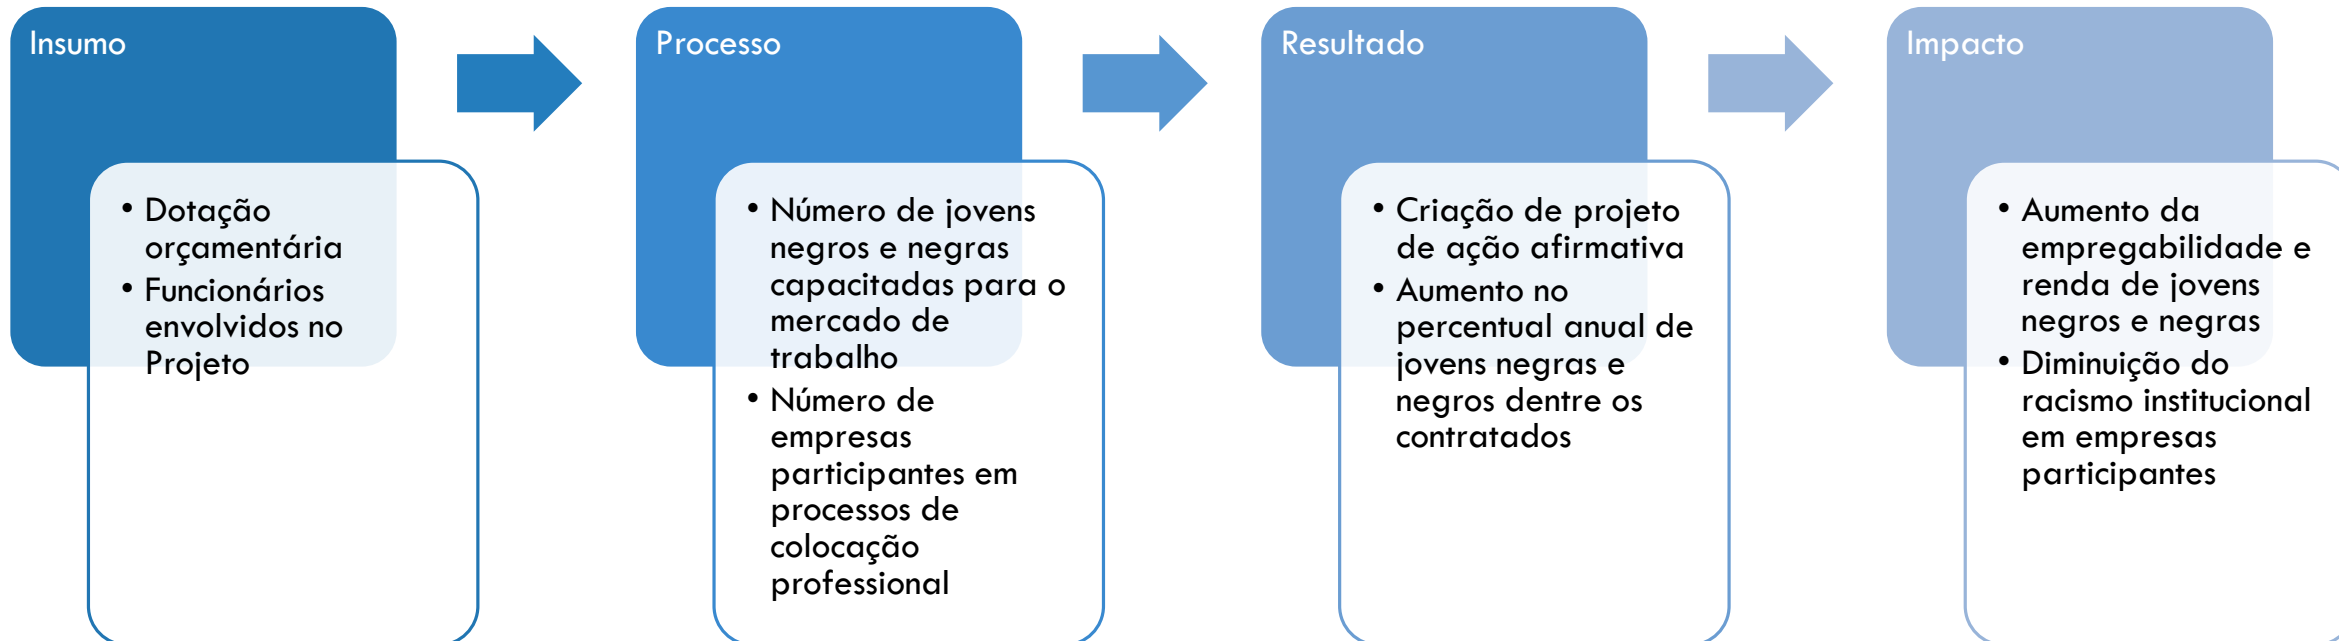 Insumo
• Dotação
orçamentária
• Funcionários
envolvidos no
Projeto
Processo
• Número de jovens
negros e negras
capacitadas para o
mercado de
trabalho
• Número de
empresas
participantes em
processos de
colocação
professional
Resultado
• Criação de projeto
de ação afirmativa
• Aumento no
percentual anual de
jovens negras e
negros dentre os
contratados
Impacto
• Aumento da
empregabilidade e
renda de jovens
negros e negras
• Diminuição do
racismo institucional
em empresas
participantes